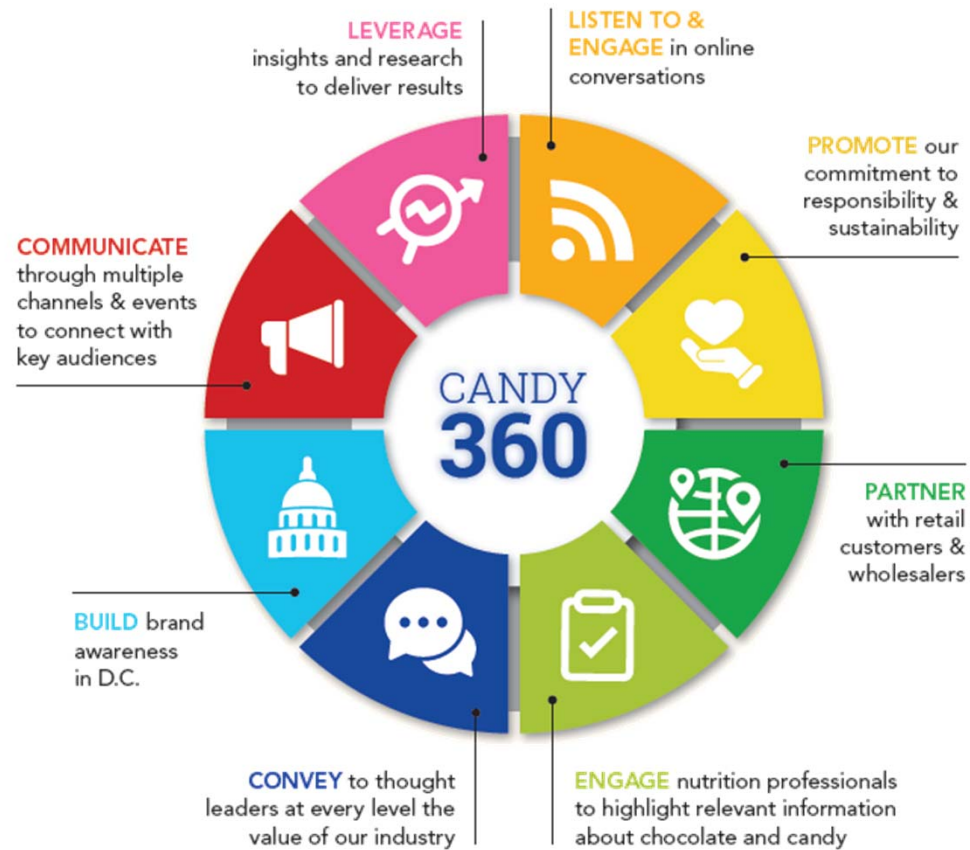 LEVERAGE
insights and research
to deliver results
LISTEN TO &
ENGAGE in online
conversations
PROMOTE our
commitment to
responsibility &
sustainability
PARTNER
with retail
customers &
wholesalers
ENGAGE nutrition professionals
to highlight relevant information
about chocolate and candy
CONVEY to thought
leaders at every level the
value of our industry
BUILD brand
awareness
in D.C.
COMMUNICATE
through multiple
channels & events
to connect with
key audiences
CANDY
360